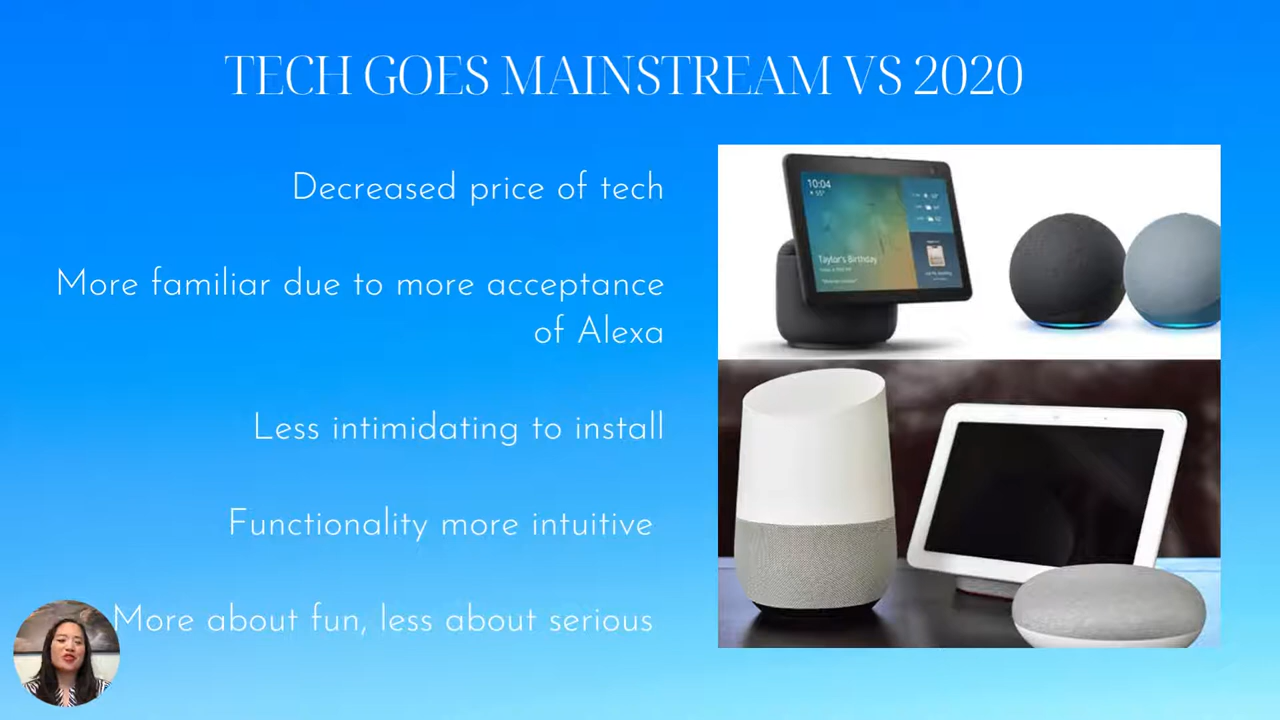 TECH GOES MAINSTREAM VS 2020
Decreased price of tech
More familiar due to more acceptance
of Alexa
Less intimidating to install
Functionality more intuitive
More about fun, less about serious
10:04
Taylor's Birthday